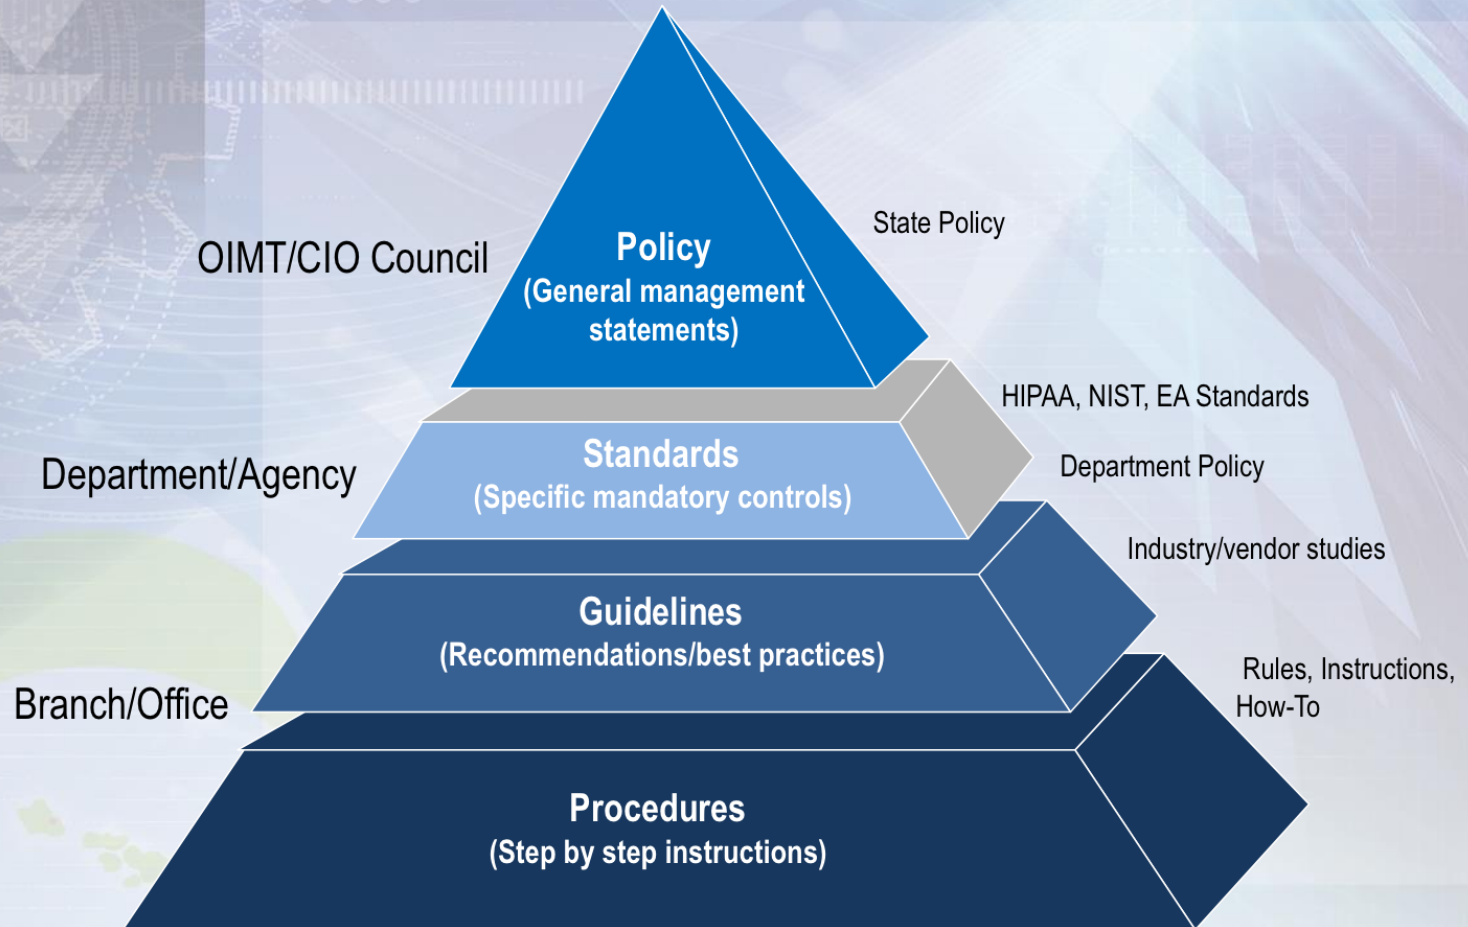 OIMT/CIO Council
Policy
(General management
statements)
State Policy
HIPAA, NIST, EA Standards
Department/Agency
Standards
(Specific mandatory controls)
Department Policy
Industry/vendor studies
Guidelines
(Recommendations/best practices)
Branch/Office
Rules, Instructions,
How-To
Procedures
(Step by step instructions)